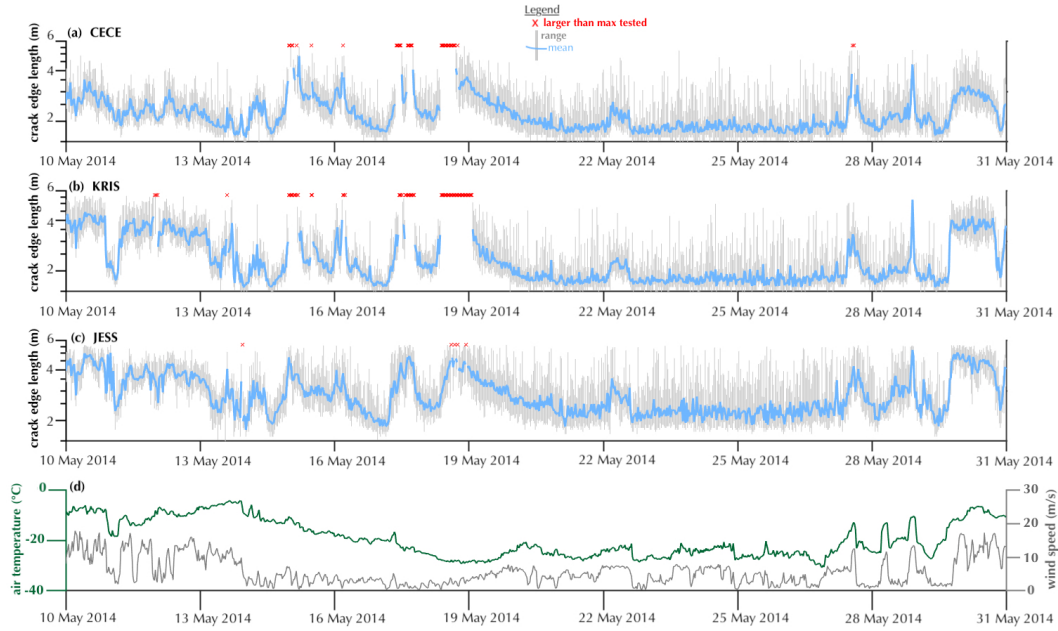 Legend
x larger than max tested
range
mean
(a) CECE
crack edge length (m)
6
4
2
10 May 2014 13 May 2014 16 May 2014 19 May 2014 22 May 2014 25 May 2014 28 May 2014 31 May 2014
(b) KRIS
crack edge length (m)
6
4
2
10 May 2014 13 May 2014 16 May 2014 19 May 2014 22 May 2014 25 May 2014 28 May 2014 31 May 2014
(c) JESS
crack edge length (m)
6
4
2
10 May 2014 13 May 2014 16 May 2014 19 May 2014 22 May 2014 25 May 2014 28 May 2014 31 May 2014
(d)
air temperature (°C)
0
-20
-40
30
20
10
0
wind speed (m/s)
10 May 2014 13 May 2014 16 May 2014 19 May 2014 22 May 2014 25 May 2014 28 May 2014 31 May 2014